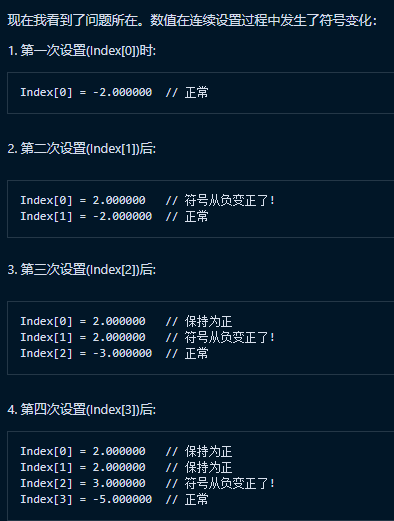 现在我看到了问题所在。数值在连续设置过程中发生了符号变化：
1. 第一次设置(Index[0])时:
Index[0] = -2.000000  // 正常
2. 第二次设置(Index[1])后:
Index[0] = 2.000000   // 符号从负变正了!
Index[1] = -2.000000  // 正常
3. 第三次设置(Index[2])后:
Index[0] = 2.000000   // 保持为正
Index[1] = 2.000000   // 符号从负变正了!
Index[2] = -3.000000  // 正常
4. 第四次设置(Index[3])后:
Index[0] = 2.000000   // 保持为正
Index[1] = 2.000000   // 保持为正
Index[2] = 3.000000   // 符号从负变正了!
Index[3] = -5.000000  // 正常